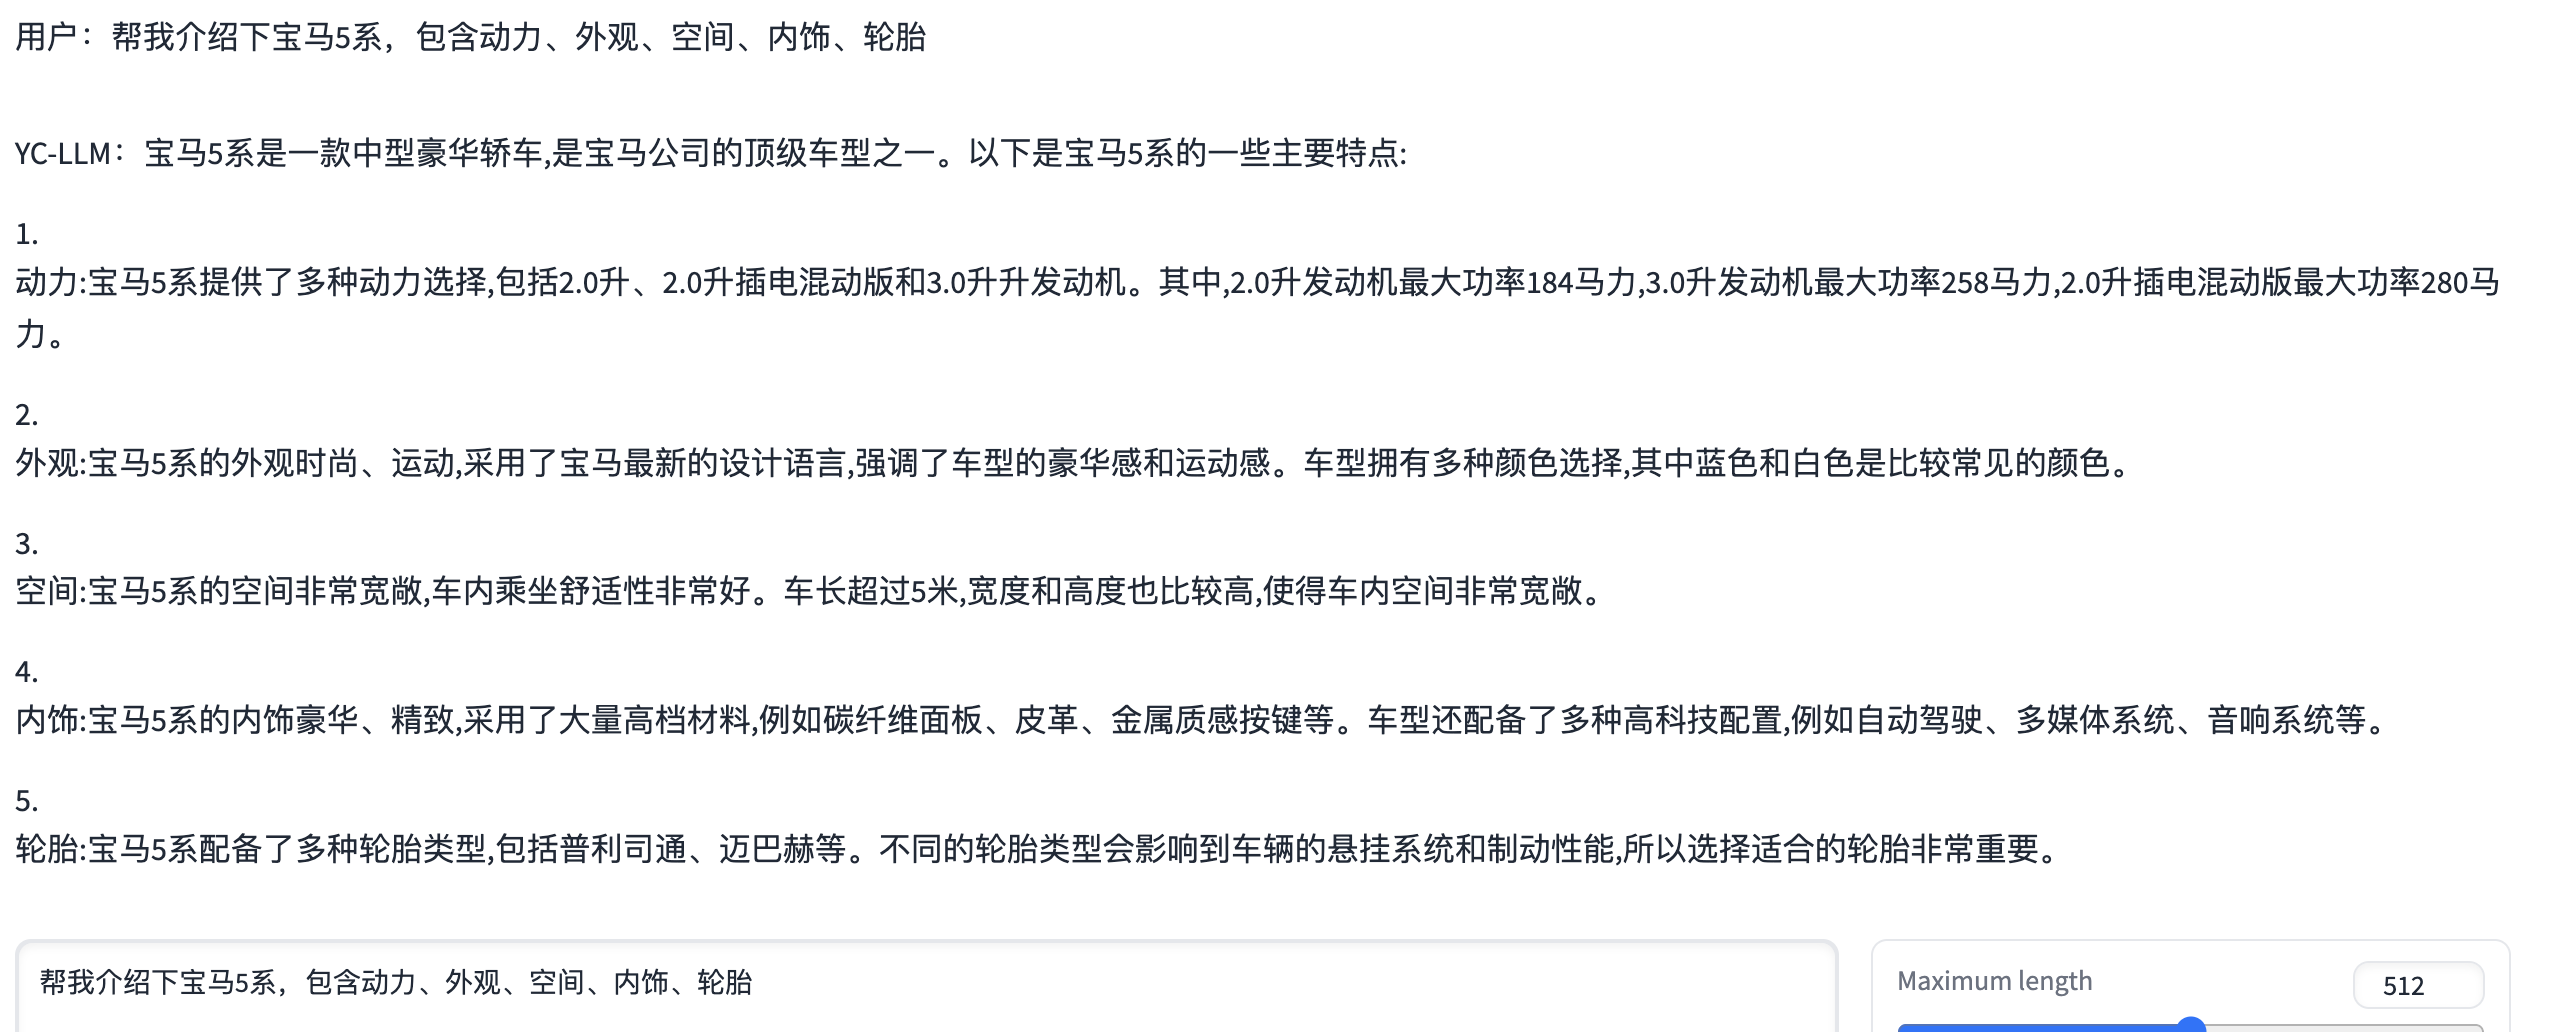 用户：帮我介绍下宝马5系，包含动力、外观、空间、内饰、轮胎
YC-LLM：宝马5系是一款中型豪华轿车,是宝马公司的顶级车型之一。以下是宝马5系的一些主要特点:
1.
动力:宝马5系提供了多种动力选择,包括2.0升、2.0升插电混动版和3.0升升发动机。其中,2.0升发动机最大功率184马力,3.0升发动机最大功率258马力,2.0升插电混动版最大功率280马
力。
2.
外观:宝马5系的外观时尚、运动,采用了宝马最新的设计语言,强调了车型的豪华感和运动感。车型拥有多种颜色选择,其中蓝色和白色是比较常见的颜色。
3.
空间:宝马5系的空间非常宽敞,车内乘坐舒适性非常好。车长超过5米,宽度和高度也比较高,使得车内空间非常宽敞。
4.
内饰:宝马5系的内饰豪华、精致,采用了大量高档材料,例如碳纤维面板、皮革、金属质感按键等。车型还配备了多种高科技配置,例如自动驾驶、多媒体系统、音响系统等。
5.
轮胎:宝马5系配备了多种轮胎类型,包括普利司通、迈巴赫等。不同的轮胎类型会影响到车辆的悬挂系统和制动性能,所以选择适合的轮胎非常重要。
帮我介绍下宝马5系，包含动力、外观、空间、内饰、轮胎
Maximum length
512